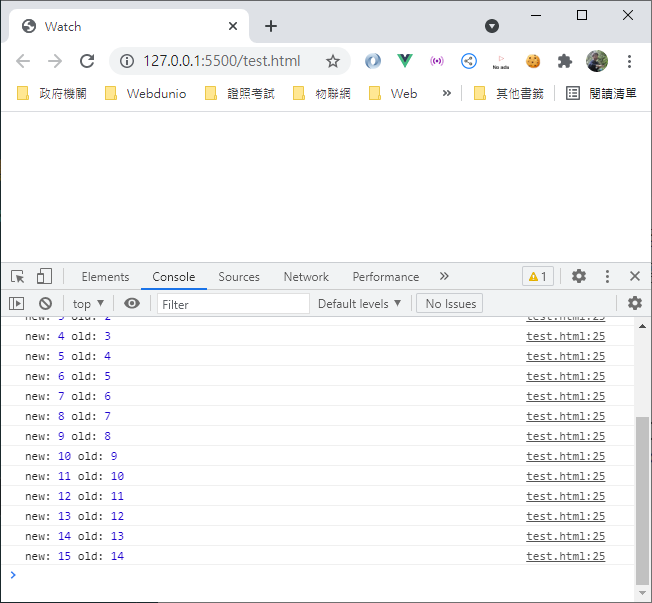 Watch
127.0.0.1:5500/test.html
政府機關 Webdunio 證照考試 物聯網 Web » 其他書籤 閱讀清單
Elements Console Sources Network Performance » 1
top Filter Default levels No Issues
new: 3 old: 2 test.html:25
new: 4 old: 3 test.html:25
new: 5 old: 4 test.html:25
new: 6 old: 5 test.html:25
new: 7 old: 6 test.html:25
new: 8 old: 7 test.html:25
new: 9 old: 8 test.html:25
new: 10 old: 9 test.html:25
new: 11 old: 10 test.html:25
new: 12 old: 11 test.html:25
new: 13 old: 12 test.html:25
new: 14 old: 13 test.html:25
new: 15 old: 14 test.html:25